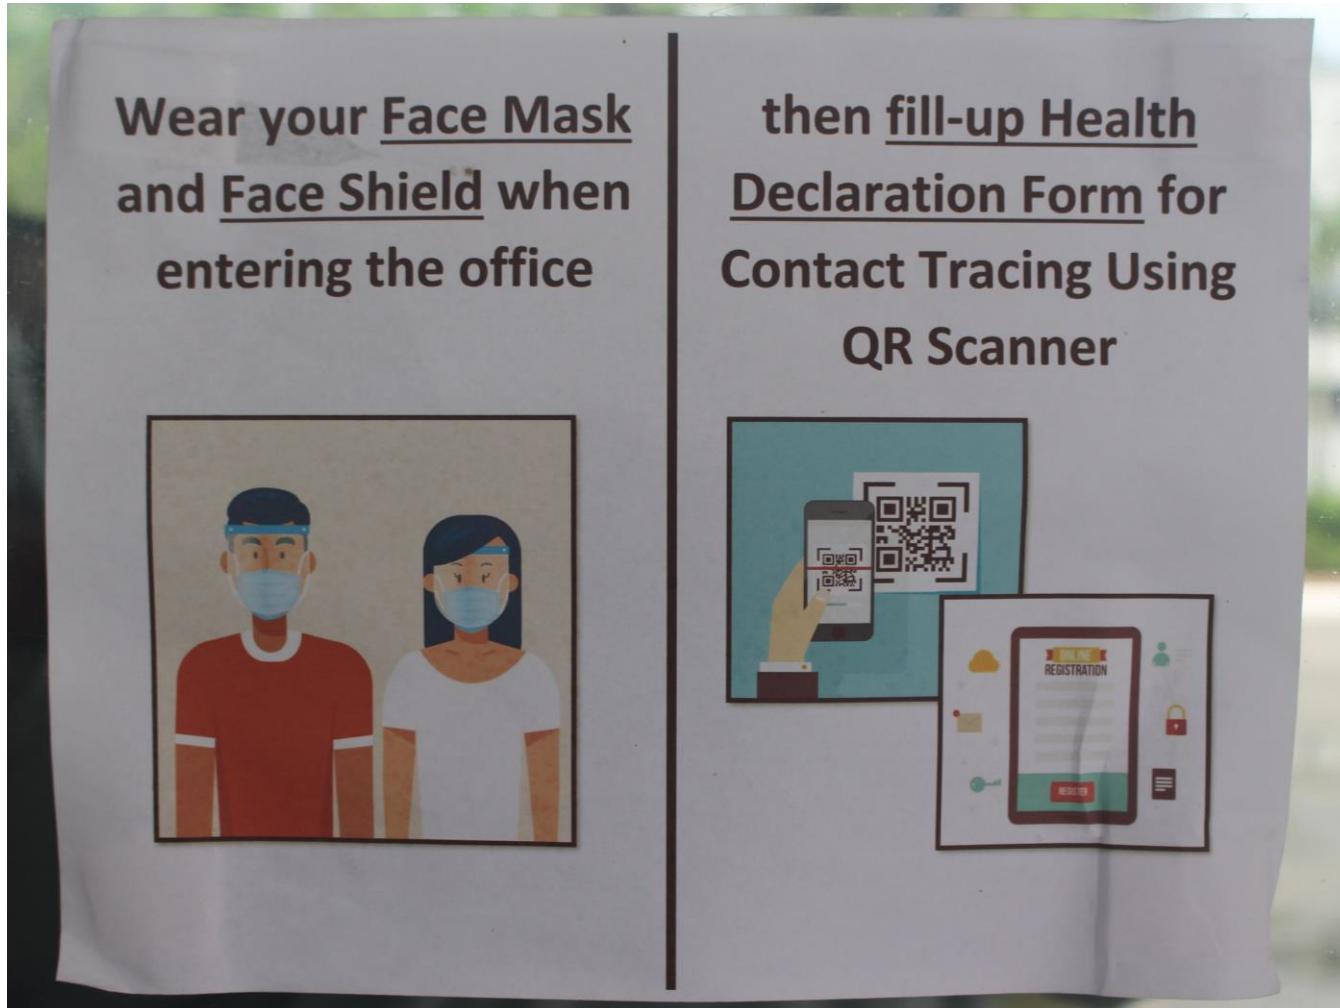 Wear your Face Mask
and Face Shield when
entering the office
then fill-up Health
Declaration Form for
Contact Tracing Using
QR Scanner
ONLINE
REGISTRATION
REGISTER